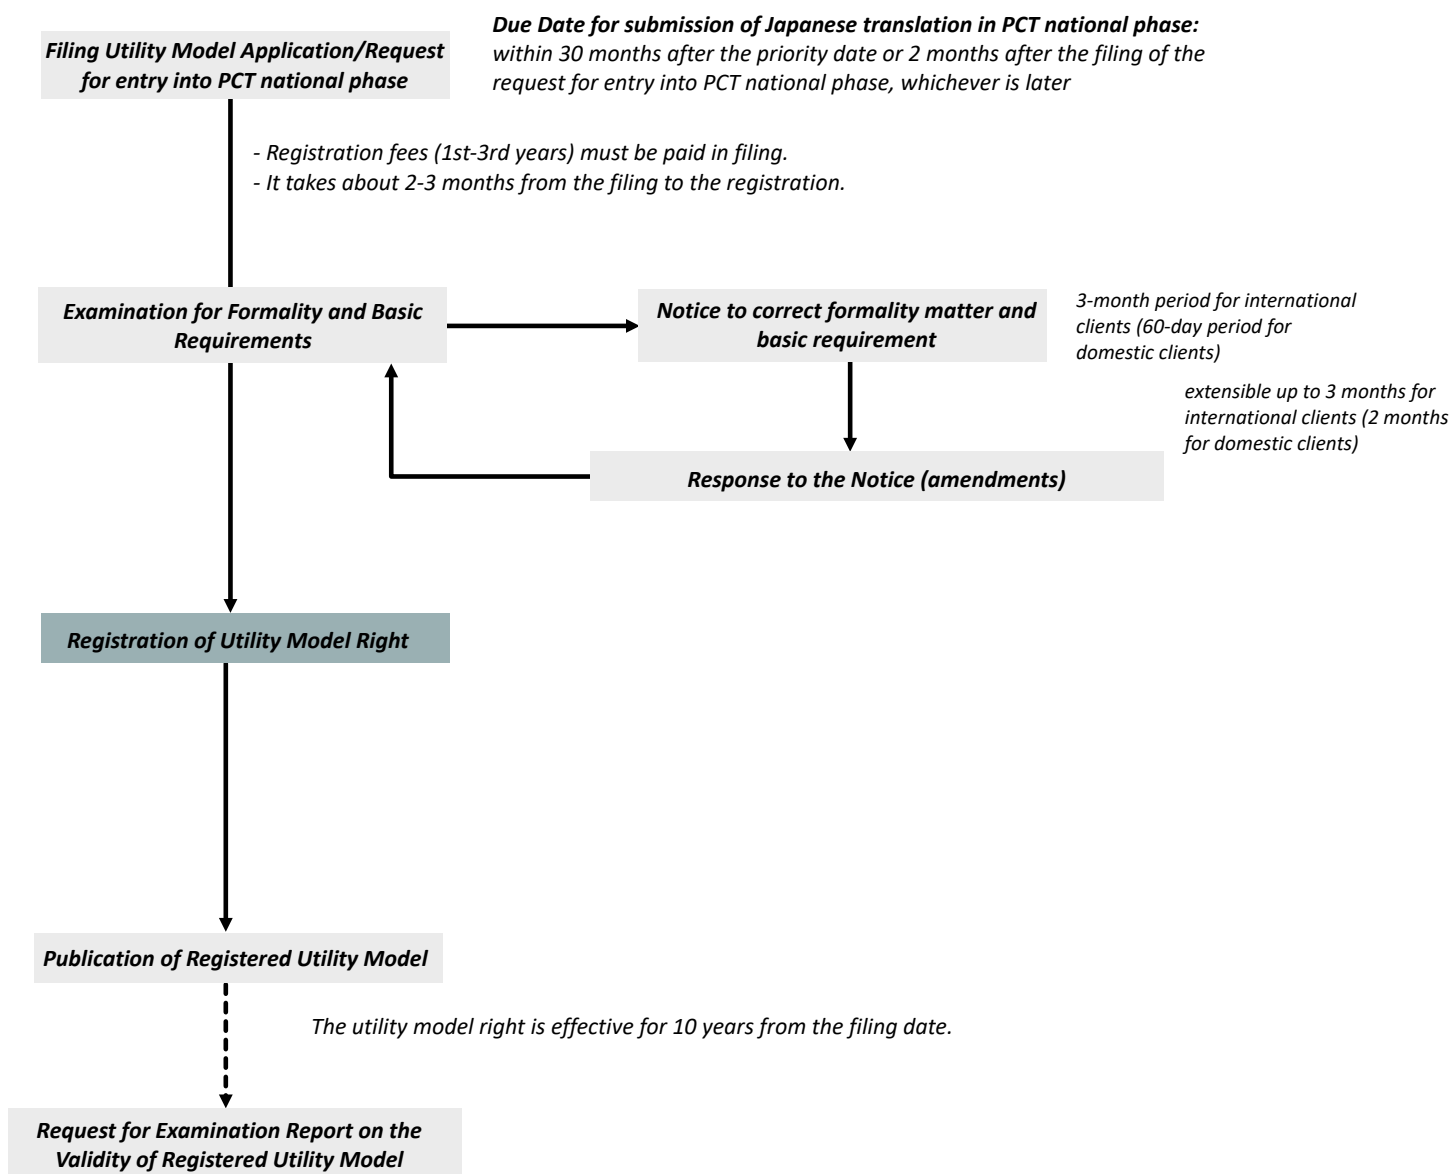 Filing Utility Model Application/Request
for entry into PCT national phase
Due Date for submission of Japanese translation in PCT national phase:
within 30 months after the priority date or 2 months after the filing of the
request for entry into PCT national phase, whichever is later
- Registration fees (1st-3rd years) must be paid in filing.
- It takes about 2-3 months from the filing to the registration.
Examination for Formality and Basic
Requirements
Notice to correct formality matter and
basic requirement
3-month period for international
clients (60-day period for
domestic clients)
extensible up to 3 months for
international clients (2 months
for domestic clients)
Response to the Notice (amendments)
Registration of Utility Model Right
Publication of Registered Utility Model
The utility model right is effective for 10 years from the filing date.
Request for Examination Report on the
Validity of Registered Utility Model